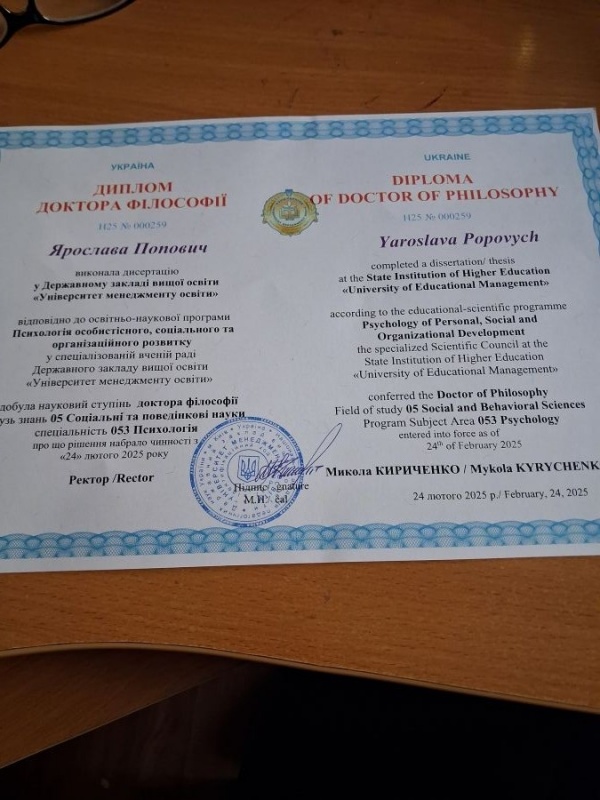 УКРАЇНА
ДИПЛОМ
ДОКТОРА ФІЛОСОФІЇ
H25 № 000259
Ярослава Попович
виконала дисертацію
у Державному закладі вищої освіти
«Університет менеджменту освіти»
відповідно до освітньо-наукової програми
Психологія особистісного, соціального та
організаційного розвитку
у спеціалізованій вченій раді
Державного закладу вищої освіти
«Університет менеджменту освіти»
добула науковий ступінь доктора філософії
узь знань 05 Соціальні та поведінкові науки
спеціальність 053 Психологія
про що рішення набрало чинності з
«24» лютого 2025 року
Ректор /Rector
Підпис gnature
М.П eal
UKRAINE
DIPLOMA
OF DOCTOR OF PHILOSOPHY
H25 № 000259
Yaroslava Popovych
completed a dissertation/ thesis
at the State Institution of Higher Education
«University of Educational Management»
according to the educational-scientific programme
Psychology of Personal, Social and
Organizational Development
the specialized Scientific Council at the
State Institution of Higher Education
«University of Educational Management»
conferred the Doctor of Philosophy
Field of study 05 Social and Behavioral Sciences
Program Subject Area 053 Psychology
entered into force as of
24th of February 2025
Микола КИРИЧЕНКО / Mykola KYRYCHENK
24 лютого 2025 р./ February, 24, 2025